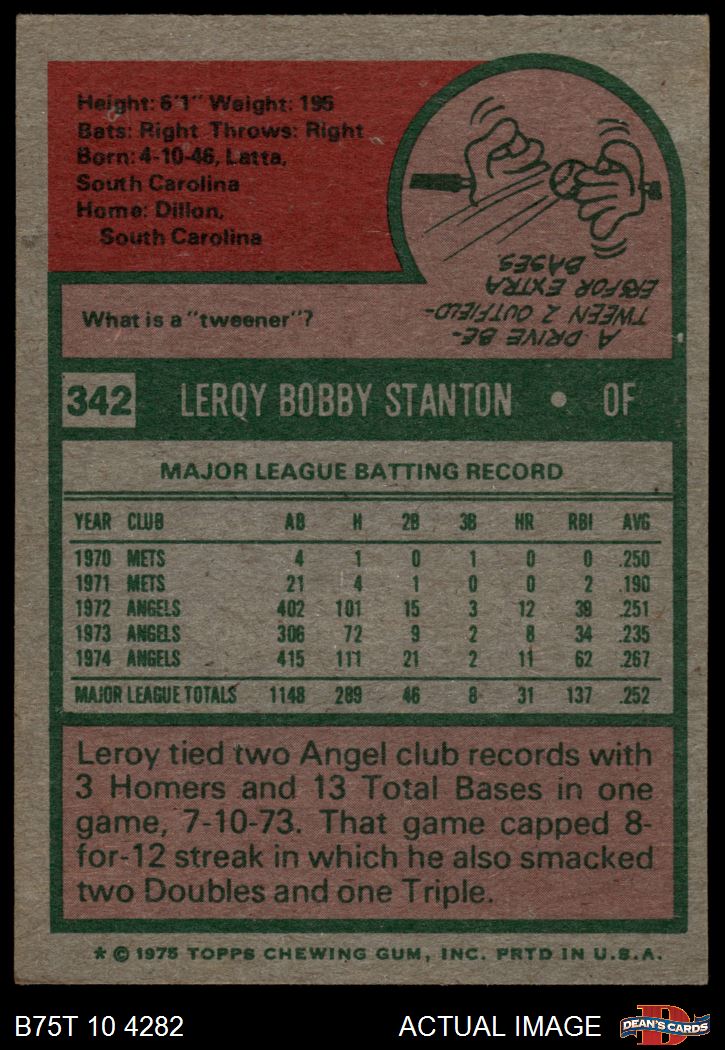 Height: 6'1" Weight: 195
Bats: Right Throws: Right
Born: 4-10-46, Latta,
South Carolina
Home: Dillon,
South Carolina
What is a "tweener"?
A DRIVE BE-
TWEEN 2 OUTFIELD-
ERS FOR EXTRA
BASES.
342 LEROY BOBBY STANTON • OF
MAJOR LEAGUE BATTING RECORD
YEAR CLUB AB H 2B 3B HR RBI AVG
1970 METS 4 1 0 1 0 0 .250
1971 METS 21 4 1 0 0 2 .190
1972 ANGELS 402 101 15 3 12 39 .251
1973 ANGELS 306 72 9 2 8 34 .235
1974 ANGELS 415 111 21 2 11 62 .267
MAJOR LEAGUE TOTALS 1148 289 46 8 31 137 .252
Leroy tied two Angel club records with
3 Homers and 13 Total Bases in one
game, 7-10-73. That game capped 8-
for-12 streak in which he also smacked
two Doubles and one Triple.
* © 1975 TOPPS CHEWING GUM, INC. PRTD IN U.S.A.
B75T 10 4282 ACTUAL IMAGE DEAN'S CARDS